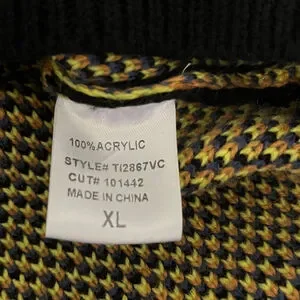 100% ACRYLIC
STYLE# TI2867VC
CUT# 101442
MADE IN CHINA
XL